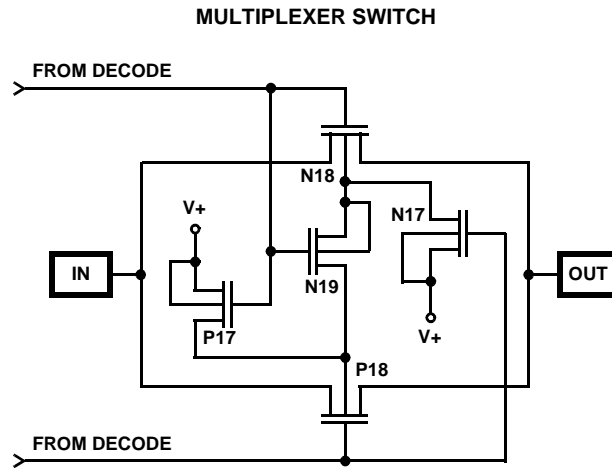 MULTIPLEXER SWITCH
FROM DECODE
N18
V+
N17
IN
N19
OUT
P17
V+
P18
FROM DECODE